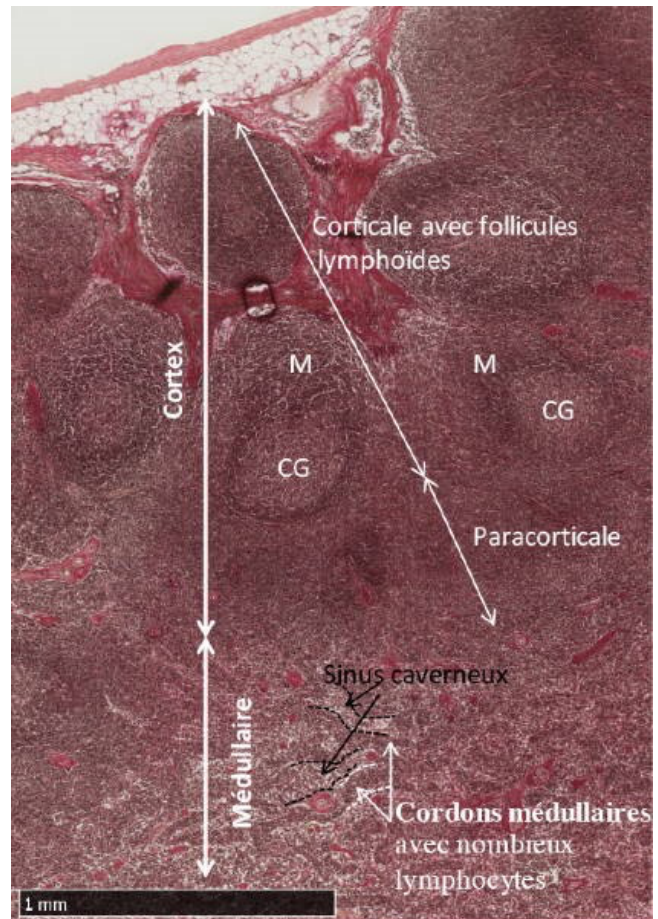 Corticale avec follicules
lymphoïdes
Cortex
M
M
CG
CG
Paracorticale
Sinus caverneux
Médullaire
Cordons médullaires
avec nombreux
lymphocytes
1 mm